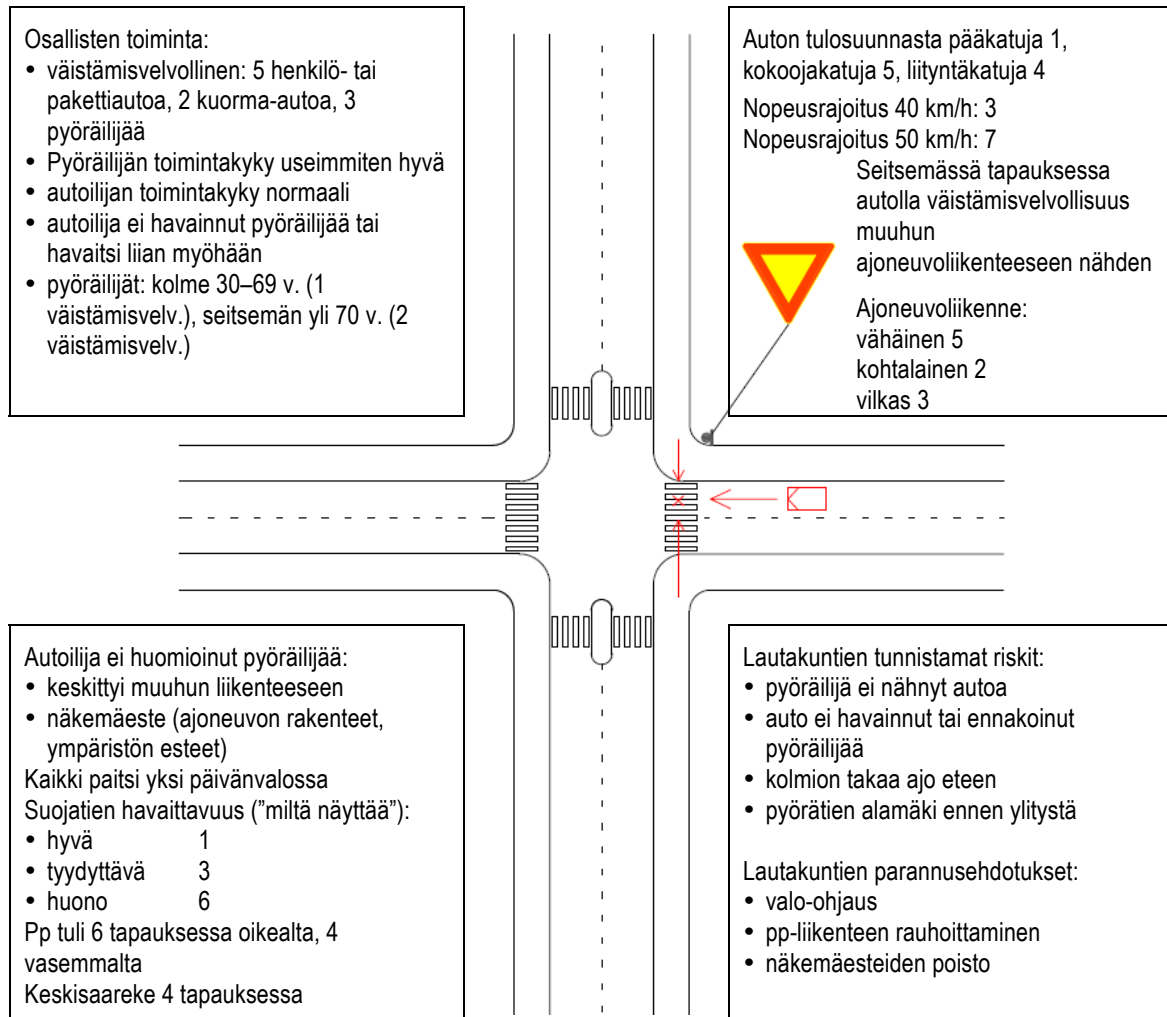 Osallisten toiminta:
• väistämisvelvollinen: 5 henkilö- tai
pakettiautoa, 2 kuorma-autoa, 3
pyöräilijää
• Pyöräilijän toimintakyky useimmiten hyvä
• autoilijan toimintakyky normaali
• autoilija ei havainnut pyöräilijää tai
havaitsi liian myöhään
• pyöräilijät: kolme 30–69 v. (1
väistämisvelv.), seitsemän yli 70 v. (2
väistämisvelv.)
Auton tulosuunnasta pääkatuja 1,
kokoojakatuja 5, liityntäkatuja 4
Nopeusrajoitus 40 km/h: 3
Nopeusrajoitus 50 km/h: 7
Seitsemässä tapauksessa
autolla väistämisvelvollisuus
muuhun
ajoneuvoliikenteeseen nähden
Ajoneuvoliikenne:
vähäinen 5
kohtalainen 2
vilkas 3
Autoilija ei huomioinut pyöräilijää:
• keskittyi muuhun liikenteeseen
• näkemäeste (ajoneuvon rakenteet,
ympäristön esteet)
Kaikki paitsi yksi päivänvalossa
Suojatien havaittavuus (”miltä näyttää”):
• hyvä 1
• tyydyttävä 3
• huono 6
Pp tuli 6 tapauksessa oikealta, 4
vasemmalta
Keskisaareke 4 tapauksessa
Lautakuntien tunnistamat riskit:
• pyöräilijä ei nähnyt autoa
• auto ei havainnut tai ennakoinut
pyöräilijää
• kolmion takaa ajo eteen
• pyörätien alamäki ennen ylitystä
Lautakuntien parannusehdotukset:
• valo-ohjaus
• pp-liikenteen rauhoittaminen
• näkemäesteiden poisto